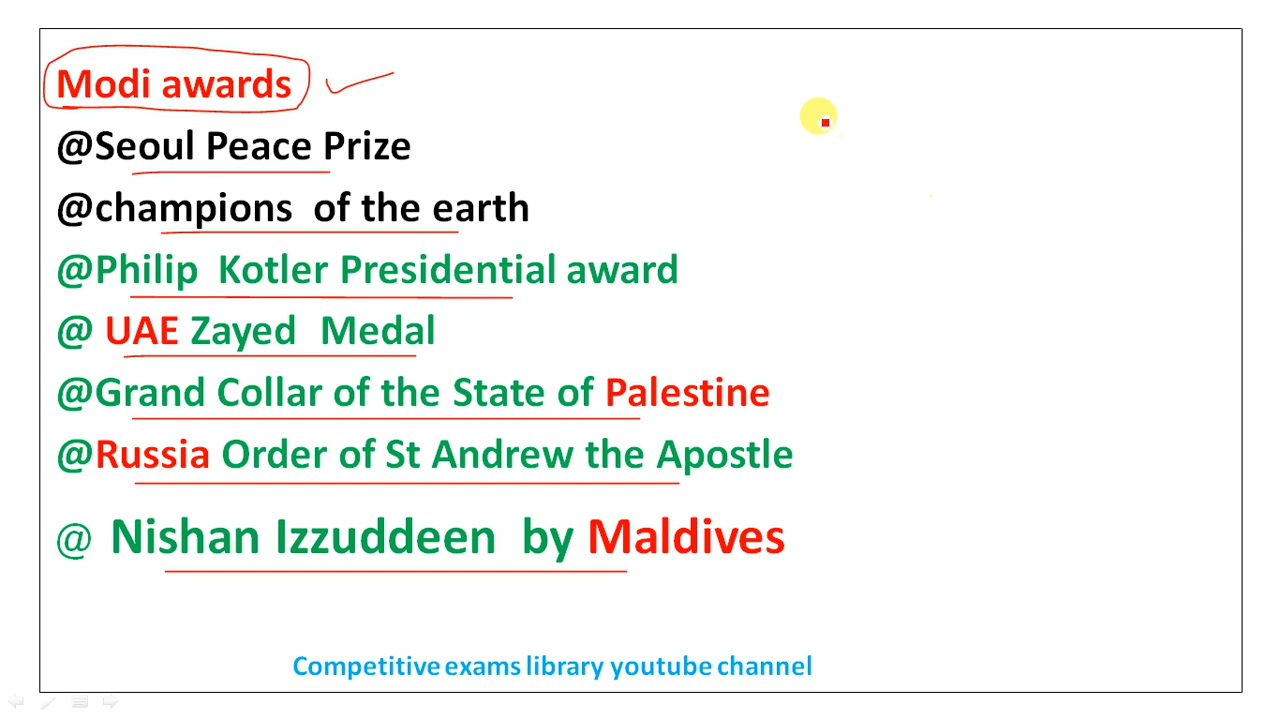 Modi awards
@Seoul Peace Prize
@champions of the earth
@Philip Kotler Presidential award
@ UAE Zayed Medal
@Grand Collar of the State of Palestine
@Russia Order of St Andrew the Apostle
@ Nishan Izzuddeen by Maldives
Competitive exams library youtube channel